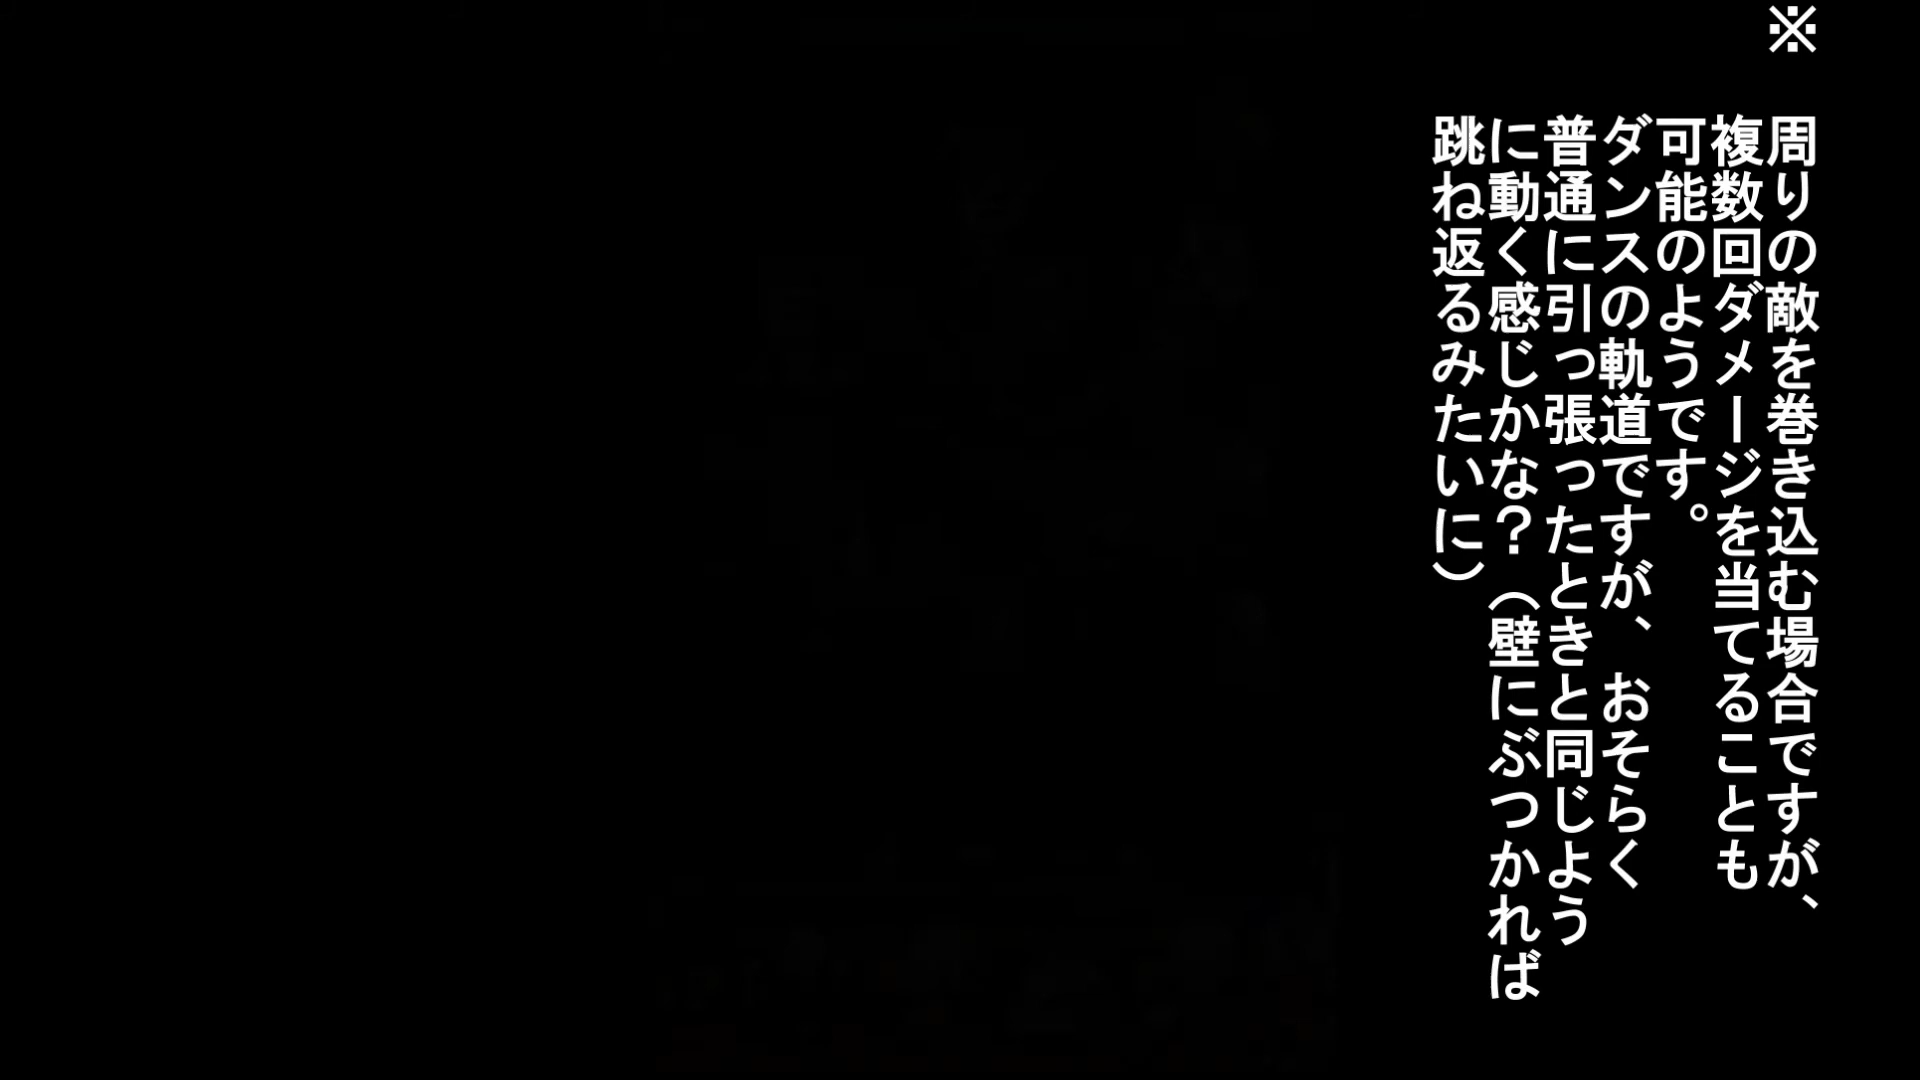 ※
周りの敵を巻き込む場合ですが、
複数回ダメージを当てることも
可能のようです。
ダンスの軌道ですが、おそらく
普通に引っ張ったときと同じよう
に動く感じかな？（壁にぶつかれば
跳ね返るみたいに）